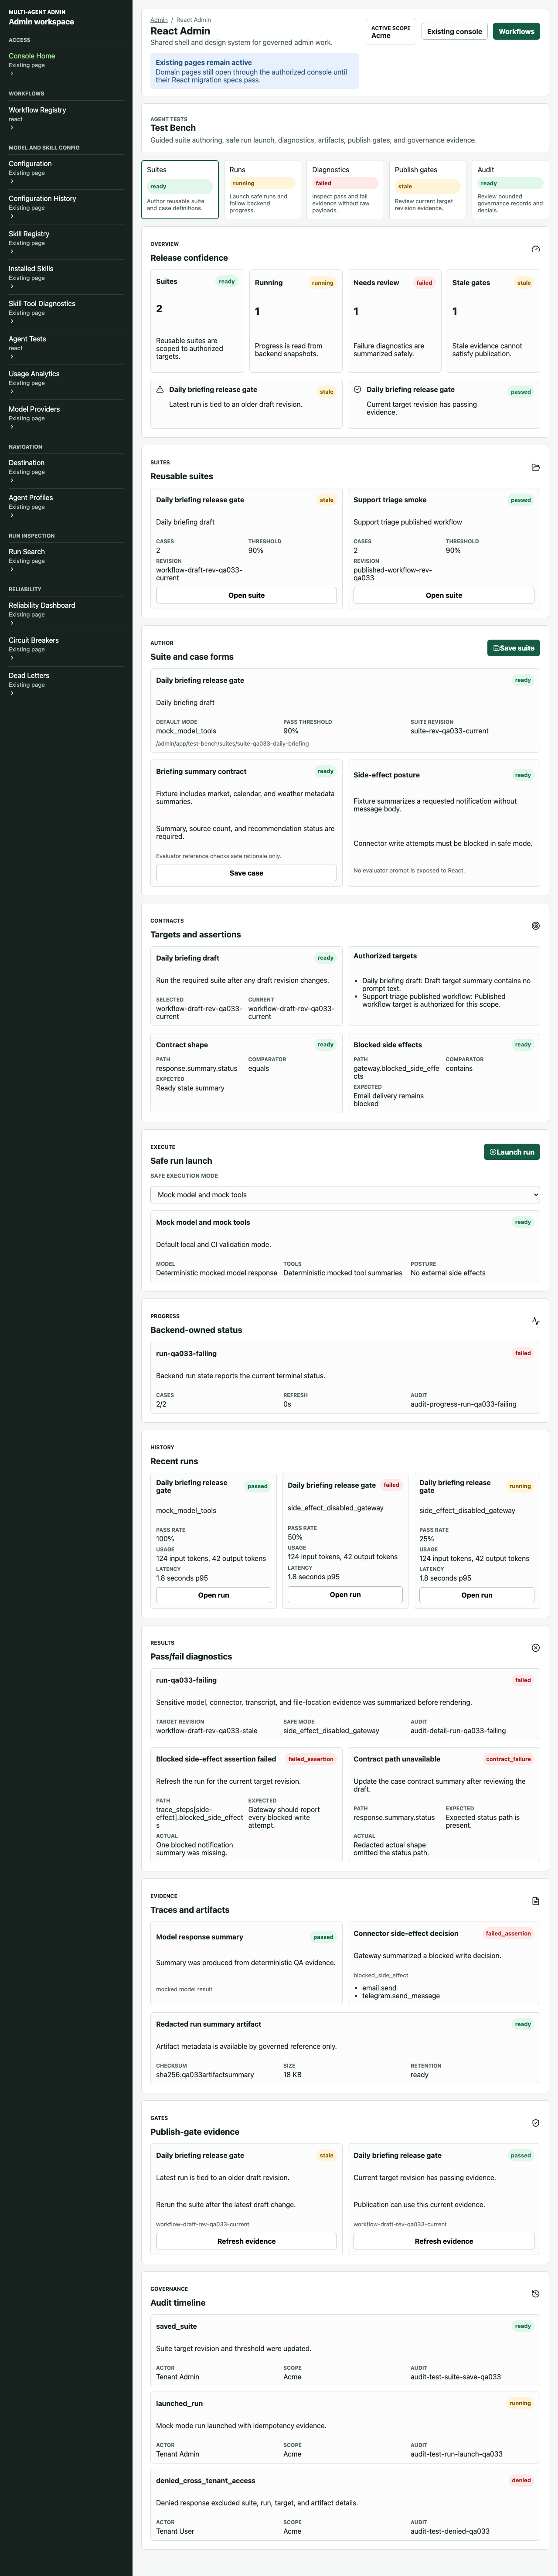 MULTI-AGENT ADMIN
Admin workspace
ACCESS
Console Home
Existing page
WORKFLOWS
Workflow Registry
react
MODEL AND SKILL CONFIG
Configuration
Existing page
Configuration History
Existing page
Skill Registry
Existing page
Installed Skills
Existing page
Skill Tool Diagnostics
Existing page
Agent Tests
react
Usage Analytics
Existing page
Model Providers
Existing page
NAVIGATION
Destination
Existing page
Agent Profiles
Existing page
RUN INSPECTION
Run Search
Existing page
RELIABILITY
Reliability Dashboard
Existing page
Circuit Breakers
Existing page
Dead Letters
Existing page
Admin / React Admin
React Admin
Shared shell and design system for governed admin work.
Existing pages remain active
Domain pages still open through the authorized console until
their React migration specs pass.
ACTIVE SCOPE
Acme
Existing console
Workflows
AGENT TESTS
Test Bench
Guided suite authoring, safe run launch, diagnostics, artifacts, publish gates, and governance evidence.
Suites
ready
Author reusable suite
and case definitions.
Runs
running
Launch safe runs and
follow backend
progress.
Diagnostics
failed
Inspect pass and fail
evidence without raw
payloads.
Publish gates
stale
Review current target
revision evidence.
Audit
ready
Review bounded
governance records and
denials.
OVERVIEW
Release confidence
Suites
ready
2
Reusable suites are
scoped to authorized
targets.
Running
running
1
Progress is read from
backend snapshots.
Needs review
failed
1
Failure diagnostics are
summarized safely.
Stale gates
stale
1
Stale evidence cannot
satisfy publication.
Daily briefing release gate
stale
Latest run is tied to an older draft revision.
Daily briefing release gate
passed
Current target revision has passing
evidence.
SUITES
Reusable suites
Daily briefing release gate
stale
Daily briefing draft
CASES
2
THRESHOLD
90%
REVISION
workflow-draft-rev-qa033-
current
Open suite
Support triage smoke
passed
Support triage published workflow
CASES
2
THRESHOLD
90%
REVISION
published-workflow-rev-
qa033
Open suite
AUTHOR
Suite and case forms
Save suite
Daily briefing release gate
ready
Daily briefing draft
DEFAULT MODE
mock_model_tools
PASS THRESHOLD
90%
SUITE REVISION
suite-rev-qa033-current
/admin/app/test-bench/suites/suite-qa033-daily-briefing
Briefing summary contract
ready
Fixture includes market, calendar, and weather metadata
summaries.
Summary, source count, and recommendation status are
required.
Evaluator reference checks safe rationale only.
Save case
Side-effect posture
ready
Fixture summarizes a requested notification without
message body.
Connector write attempts must be blocked in safe mode.
No evaluator prompt is exposed to React.
CONTRACTS
Targets and assertions
Daily briefing draft
ready
Run the required suite after any draft revision changes.
SELECTED
workflow-draft-rev-qa033-
current
CURRENT
workflow-draft-rev-qa033-
current
Authorized targets
Daily briefing draft: Draft target summary contains no
prompt text.
Support triage published workflow: Published
workflow target is authorized for this scope.
Contract shape
ready
PATH
response.summary.status
COMPARATOR
equals
EXPECTED
Ready state summary
Blocked side effects
ready
PATH
gateway.blocked_side_effe
cts
COMPARATOR
contains
EXPECTED
Email delivery remains
blocked
EXECUTE
Safe run launch
Launch run
SAFE EXECUTION MODE
Mock model and mock tools
Mock model and mock tools
ready
Default local and CI validation mode.
MODEL
Deterministic mocked model response
TOOLS
Deterministic mocked tool summaries
POSTURE
No external side effects
PROGRESS
Backend-owned status
run-qa033-failing
failed
Backend run state reports the current terminal status.
CASES
2/2
REFRESH
0s
AUDIT
audit-progress-run-qa033-failing
HISTORY
Recent runs
Daily briefing release
gate
passed
mock_model_tools
PASS RATE
100%
USAGE
124 input tokens, 42 output tokens
LATENCY
1.8 seconds p95
Open run
Daily briefing release gate
failed
side_effect_disabled_gateway
PASS RATE
50%
USAGE
124 input tokens, 42 output tokens
LATENCY
1.8 seconds p95
Open run
Daily briefing release
gate
running
side_effect_disabled_gateway
PASS RATE
25%
USAGE
124 input tokens, 42 output tokens
LATENCY
1.8 seconds p95
Open run
RESULTS
Pass/fail diagnostics
run-qa033-failing
failed
Sensitive model, connector, transcript, and file-location evidence was summarized before rendering.
TARGET REVISION
workflow-draft-rev-qa033-stale
SAFE MODE
side_effect_disabled_gateway
AUDIT
audit-detail-run-qa033-failing
Blocked side-effect assertion failed
failed_assertion
Refresh the run for the current target revision.
PATH
trace_steps[side-
effect].blocked_side_effect
s
EXPECTED
Gateway should report
every blocked write
attempt.
ACTUAL
One blocked notification
summary was missing.
Contract path unavailable
contract_failure
Update the case contract summary after reviewing the
draft.
PATH
response.summary.status
EXPECTED
Expected status path is
present.
ACTUAL
Redacted actual shape
omitted the status path.
EVIDENCE
Traces and artifacts
Model response summary
passed
Summary was produced from deterministic QA evidence.
mocked model result
Connector side-effect decision
failed_assertion
Gateway summarized a blocked write decision.
blocked_side_effect
email.send
telegram.send_message
Redacted run summary artifact
ready
Artifact metadata is available by governed reference only.
CHECKSUM
sha256:qa033artifactsummary
SIZE
18 KB
RETENTION
ready
GATES
Publish-gate evidence
Daily briefing release gate
stale
Latest run is tied to an older draft revision.
Rerun the suite after the latest draft change.
workflow-draft-rev-qa033-current
Refresh evidence
Daily briefing release gate
passed
Current target revision has passing evidence.
Publication can use this current evidence.
workflow-draft-rev-qa033-current
Refresh evidence
GOVERNANCE
Audit timeline
saved_suite
ready
Suite target revision and threshold were updated.
ACTOR
Tenant Admin
SCOPE
Acme
AUDIT
audit-test-suite-save-qa033
launched_run
running
Mock mode run launched with idempotency evidence.
ACTOR
Tenant Admin
SCOPE
Acme
AUDIT
audit-test-run-launch-qa033
denied_cross_tenant_access
denied
Denied response excluded suite, run, target, and artifact details.
ACTOR
Tenant User
SCOPE
Acme
AUDIT
audit-test-denied-qa033